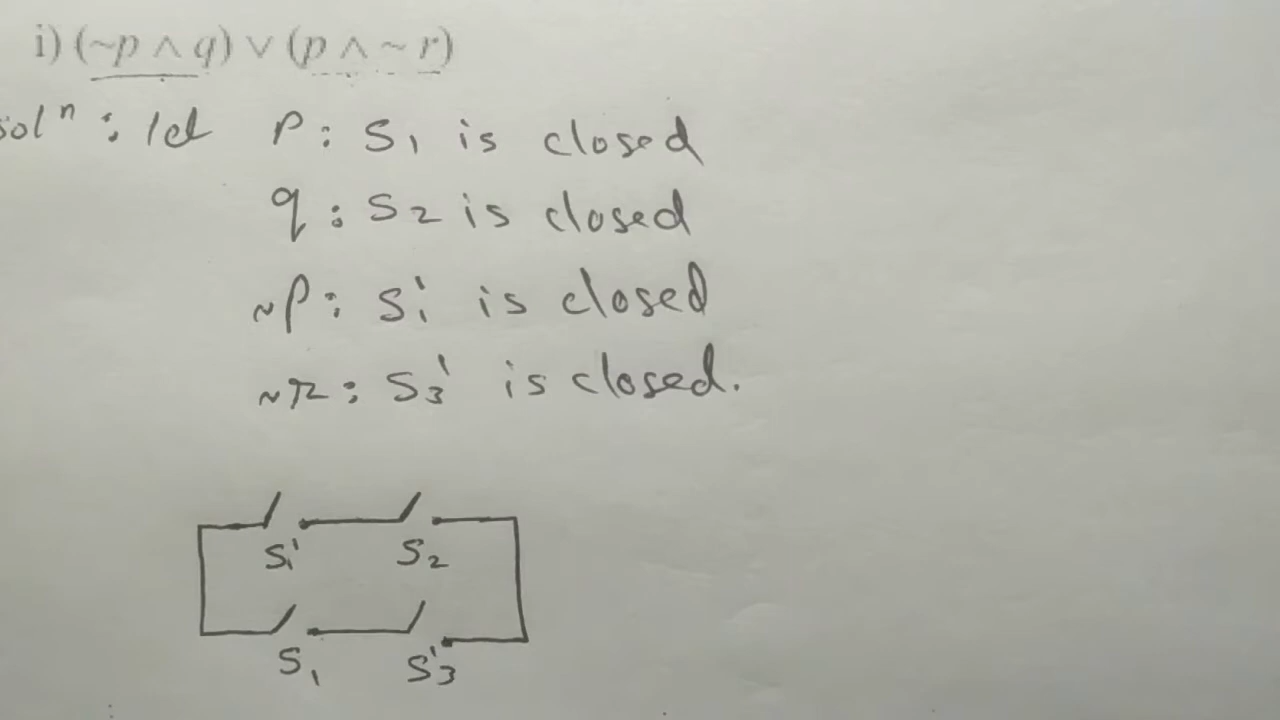 i) (~p ∧ q) ∨ (p ∧ ~ r)
solⁿ : let p : S₁ is closed
q : S₂ is closed
~p : S₁' is closed
~r : S₃' is closed.
S₁' S₂
S₁ S₃'